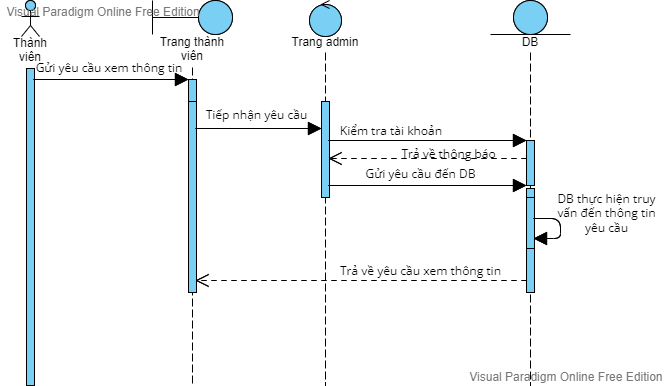 Visual Paradigm Online Free Edition
Thành
viên
Trang thành
viên
Trang admin
DB
Gửi yêu cầu xem thông tin
Tiếp nhận yêu cầu
Kiểm tra tài khoản
Trả về thông báo
Gửi yêu cầu đến DB
DB thực hiện truy
vấn đến thông tin
yêu cầu
Trả về yêu cầu xem thông tin
Visual Paradigm Online Free Edition